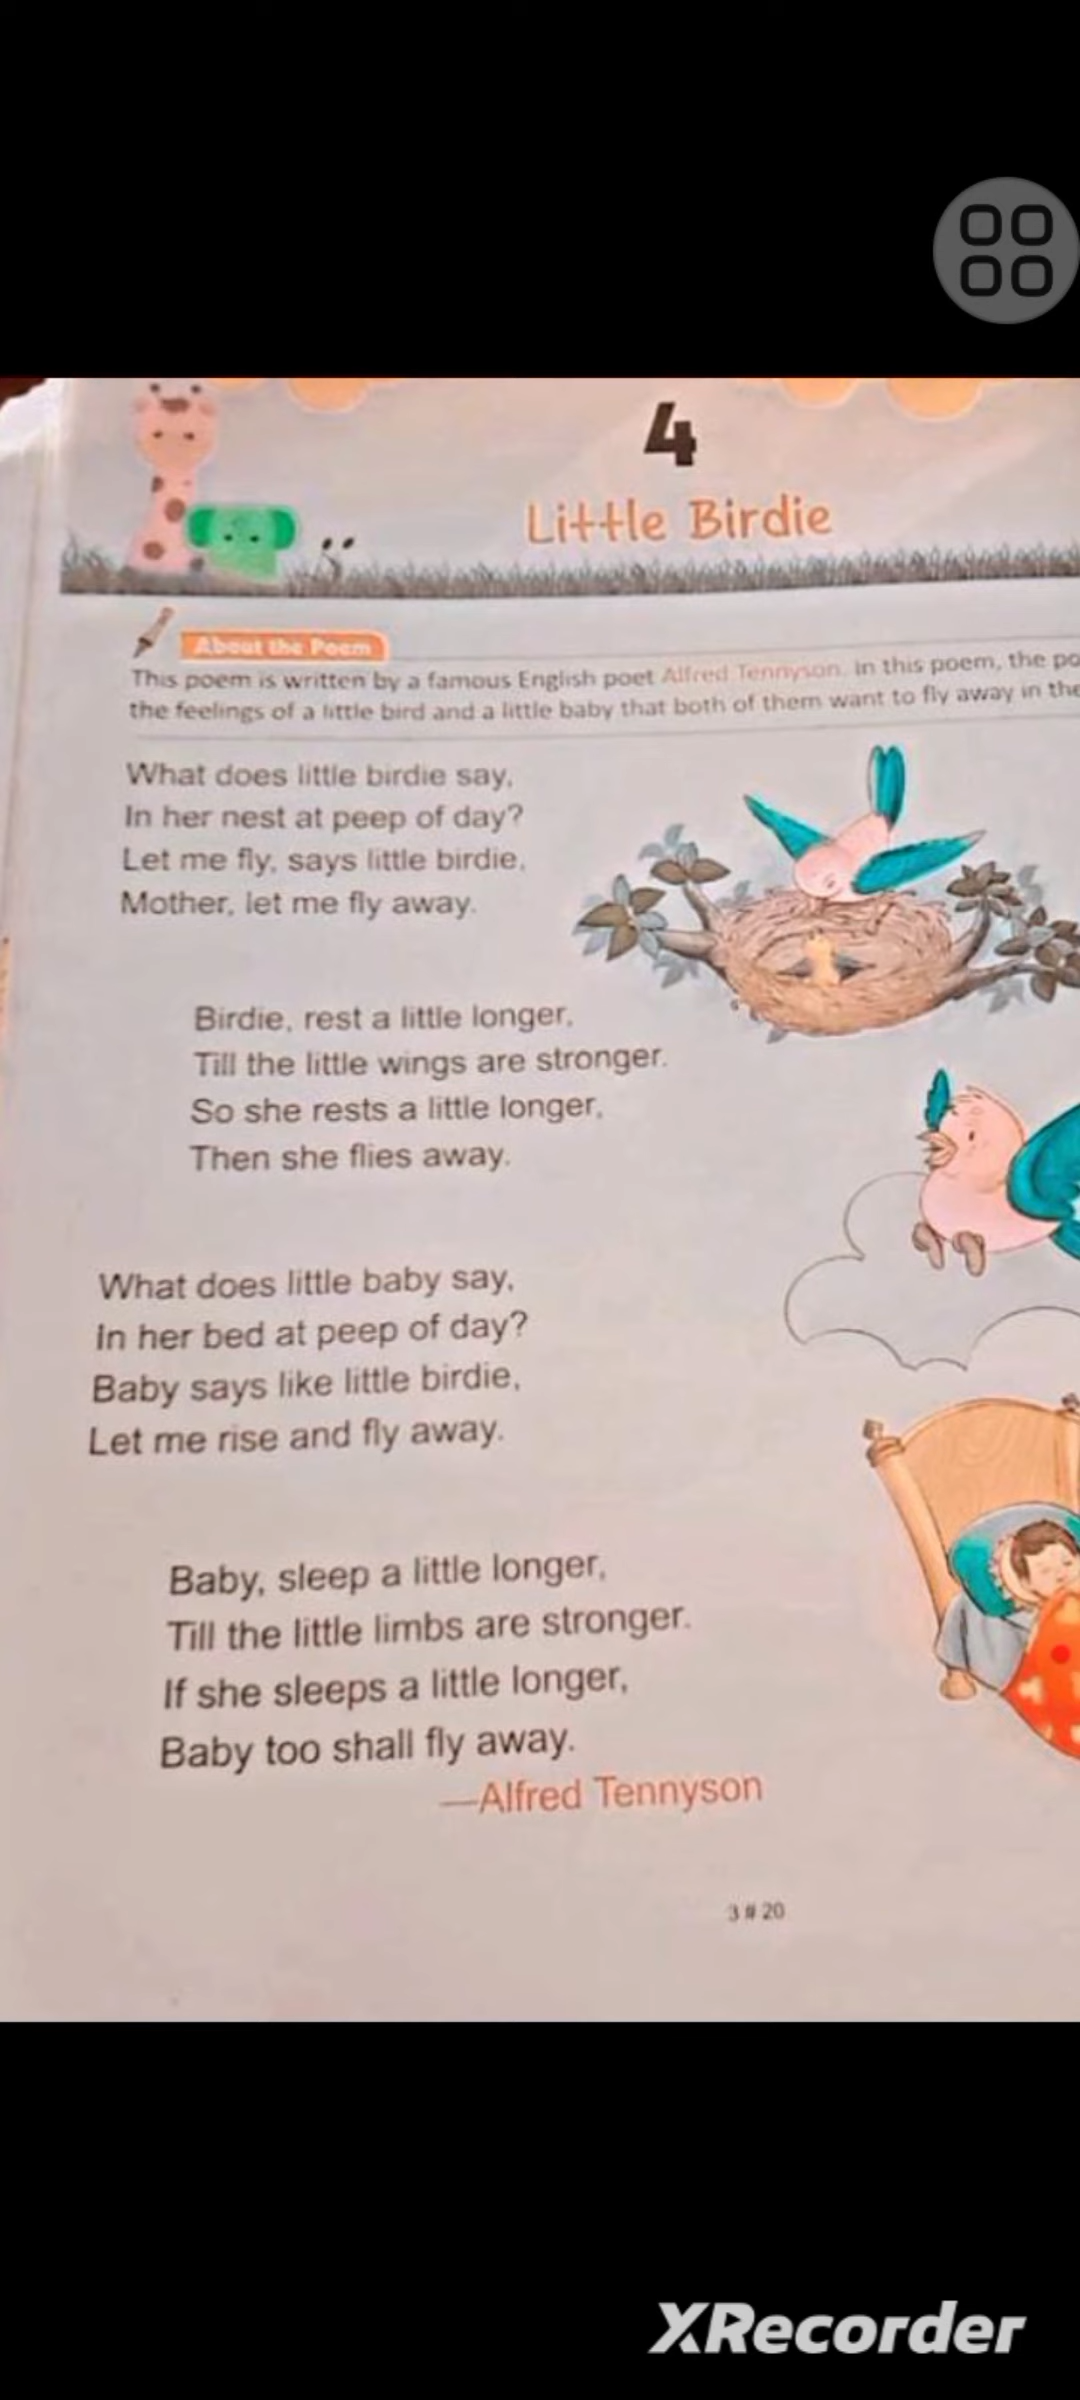 4
Little Birdie
About the Poem
This poem is written by a famous English poet Alfred Tennyson. In this poem, the
the feelings of a little bird and a little baby that both of them want to fly away in the
What does little birdie say,
In her nest at peep of day?
Let me fly, says little birdie,
Mother, let me fly away.
Birdie, rest a little longer,
Till the little wings are stronger.
So she rests a little longer,
Then she flies away.
What does little baby say,
In her bed at peep of day?
Baby says like little birdie,
Let me rise and fly away.
Baby, sleep a little longer,
Till the little limbs are stronger.
If she sleeps a little longer,
Baby too shall fly away.
—Alfred Tennyson
3 # 20
XRecorder